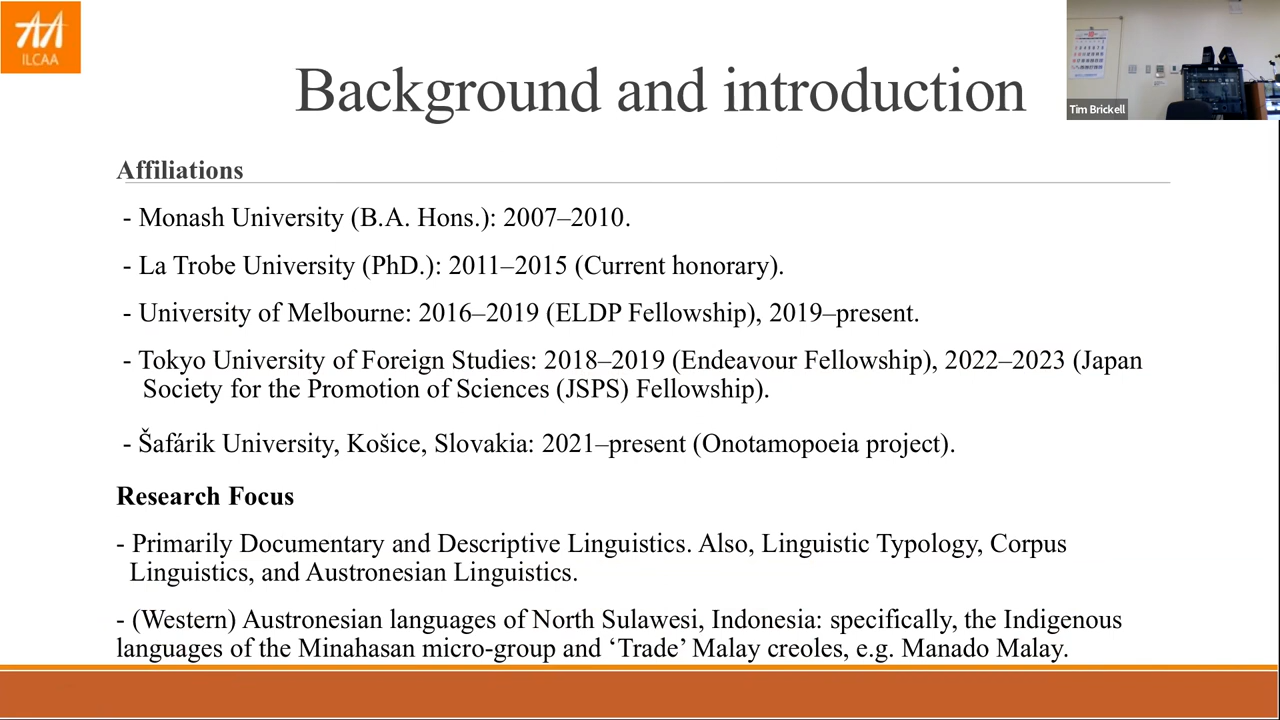 ILCAA
Background and introduction
Tim Brickell
Affiliations
- Monash University (B.A. Hons.): 2007–2010.
- La Trobe University (PhD.): 2011–2015 (Current honorary).
- University of Melbourne: 2016–2019 (ELDP Fellowship), 2019–present.
- Tokyo University of Foreign Studies: 2018–2019 (Endeavour Fellowship), 2022–2023 (Japan
Society for the Promotion of Sciences (JSPS) Fellowship).
- Šafárik University, Košice, Slovakia: 2021–present (Onotamopoeia project).
Research Focus
- Primarily Documentary and Descriptive Linguistics. Also, Linguistic Typology, Corpus
Linguistics, and Austronesian Linguistics.
- (Western) Austronesian languages of North Sulawesi, Indonesia: specifically, the Indigenous
languages of the Minahasan micro-group and ‘Trade’ Malay creoles, e.g. Manado Malay.